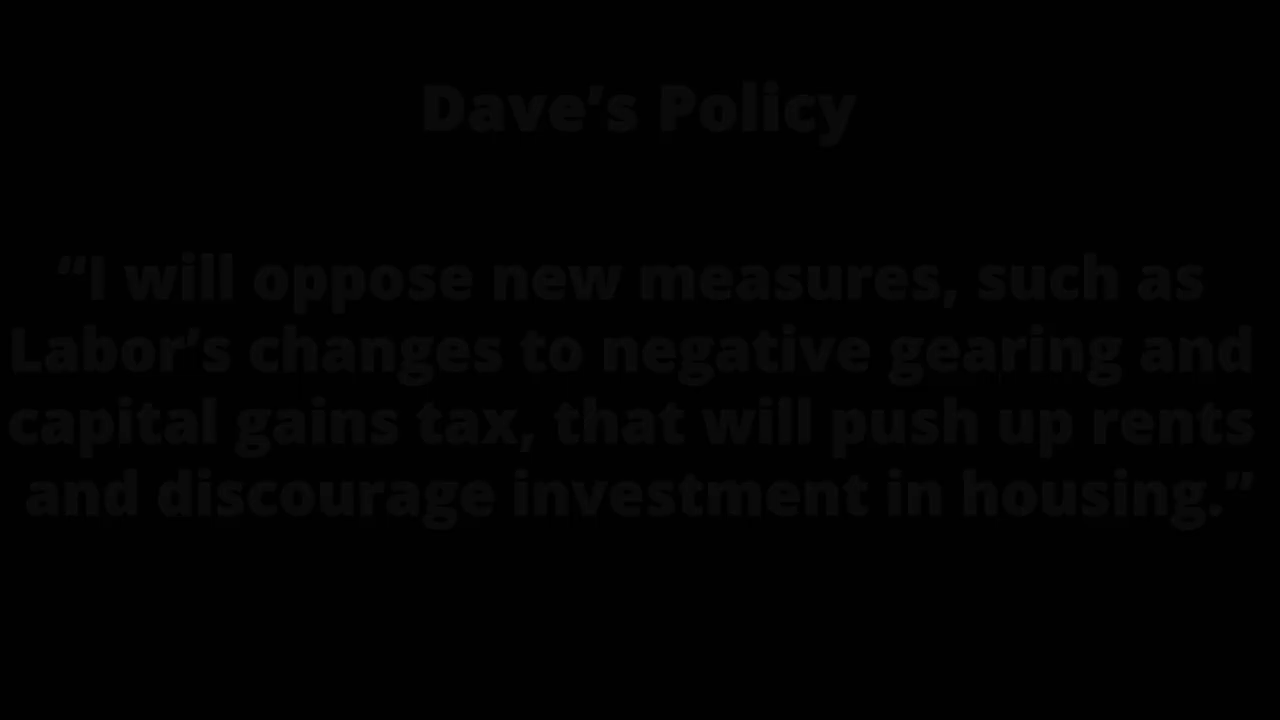 Dave’s Policy
“I will oppose new measures, such as
Labor’s changes to negative gearing and
capital gains tax, that will push up rents
and discourage investment in housing.”